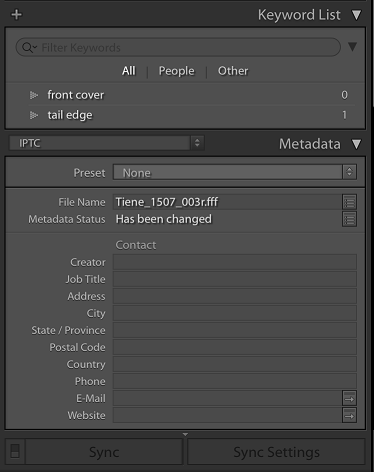 + Keyword List ▼
Filter Keywords
All | People | Other
front cover 0
tail edge 1
IPTC Metadata ▼
Preset None
File Name Tiene_1507_003r.fff
Metadata Status Has been changed
Contact
Creator
Job Title
Address
City
State / Province
Postal Code
Country
Phone
E-Mail
Website
Sync Sync Settings